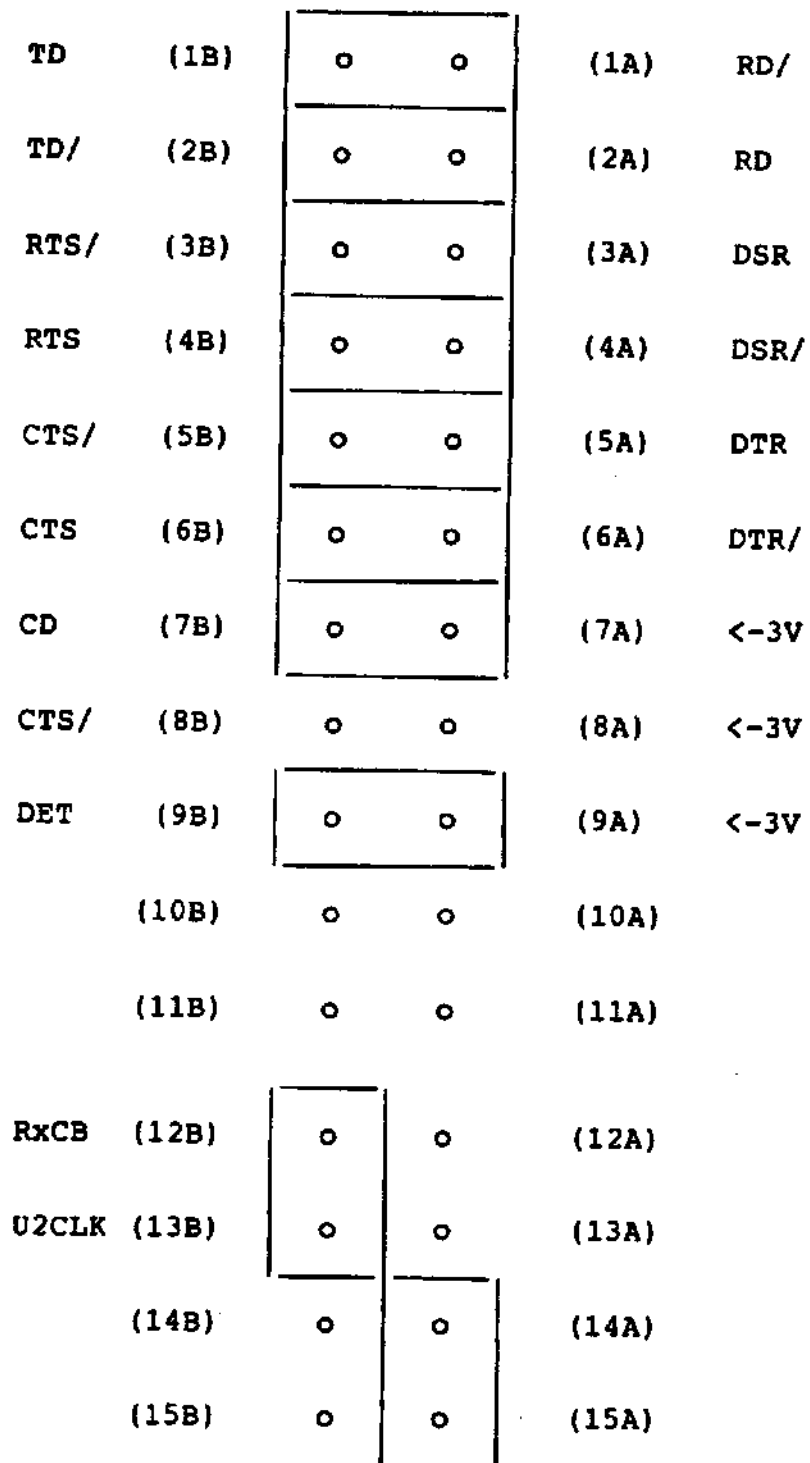 TD (1B) (1A) RD/
TD/ (2B) (2A) RD
RTS/ (3B) (3A) DSR
RTS (4B) (4A) DSR/
CTS/ (5B) (5A) DTR
CTS (6B) (6A) DTR/
CD (7B) (7A) <-3V
CTS/ (8B) (8A) <-3V
DET (9B) (9A) <-3V
(10B) (10A)
(11B) (11A)
RxCB (12B) (12A)
U2CLK (13B) (13A)
(14B) (14A)
(15B) (15A)